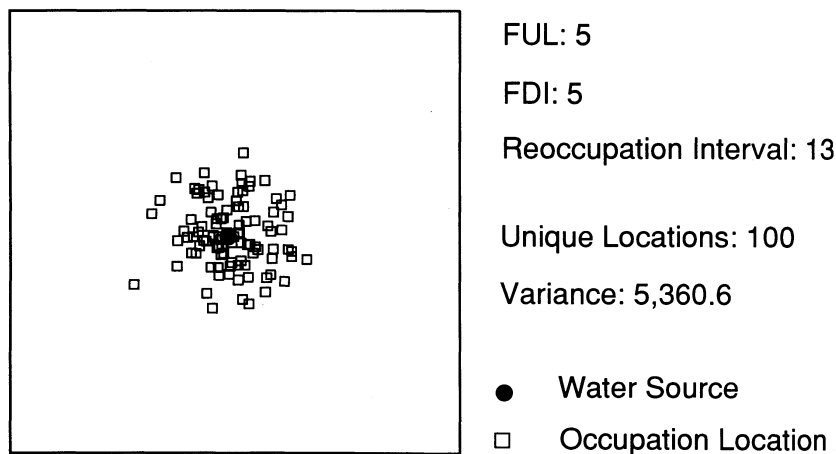 FUL: 5
FDI: 5
Reoccupation Interval: 13
Unique Locations: 100
Variance: 5,360.6
Water Source
Occupation Location